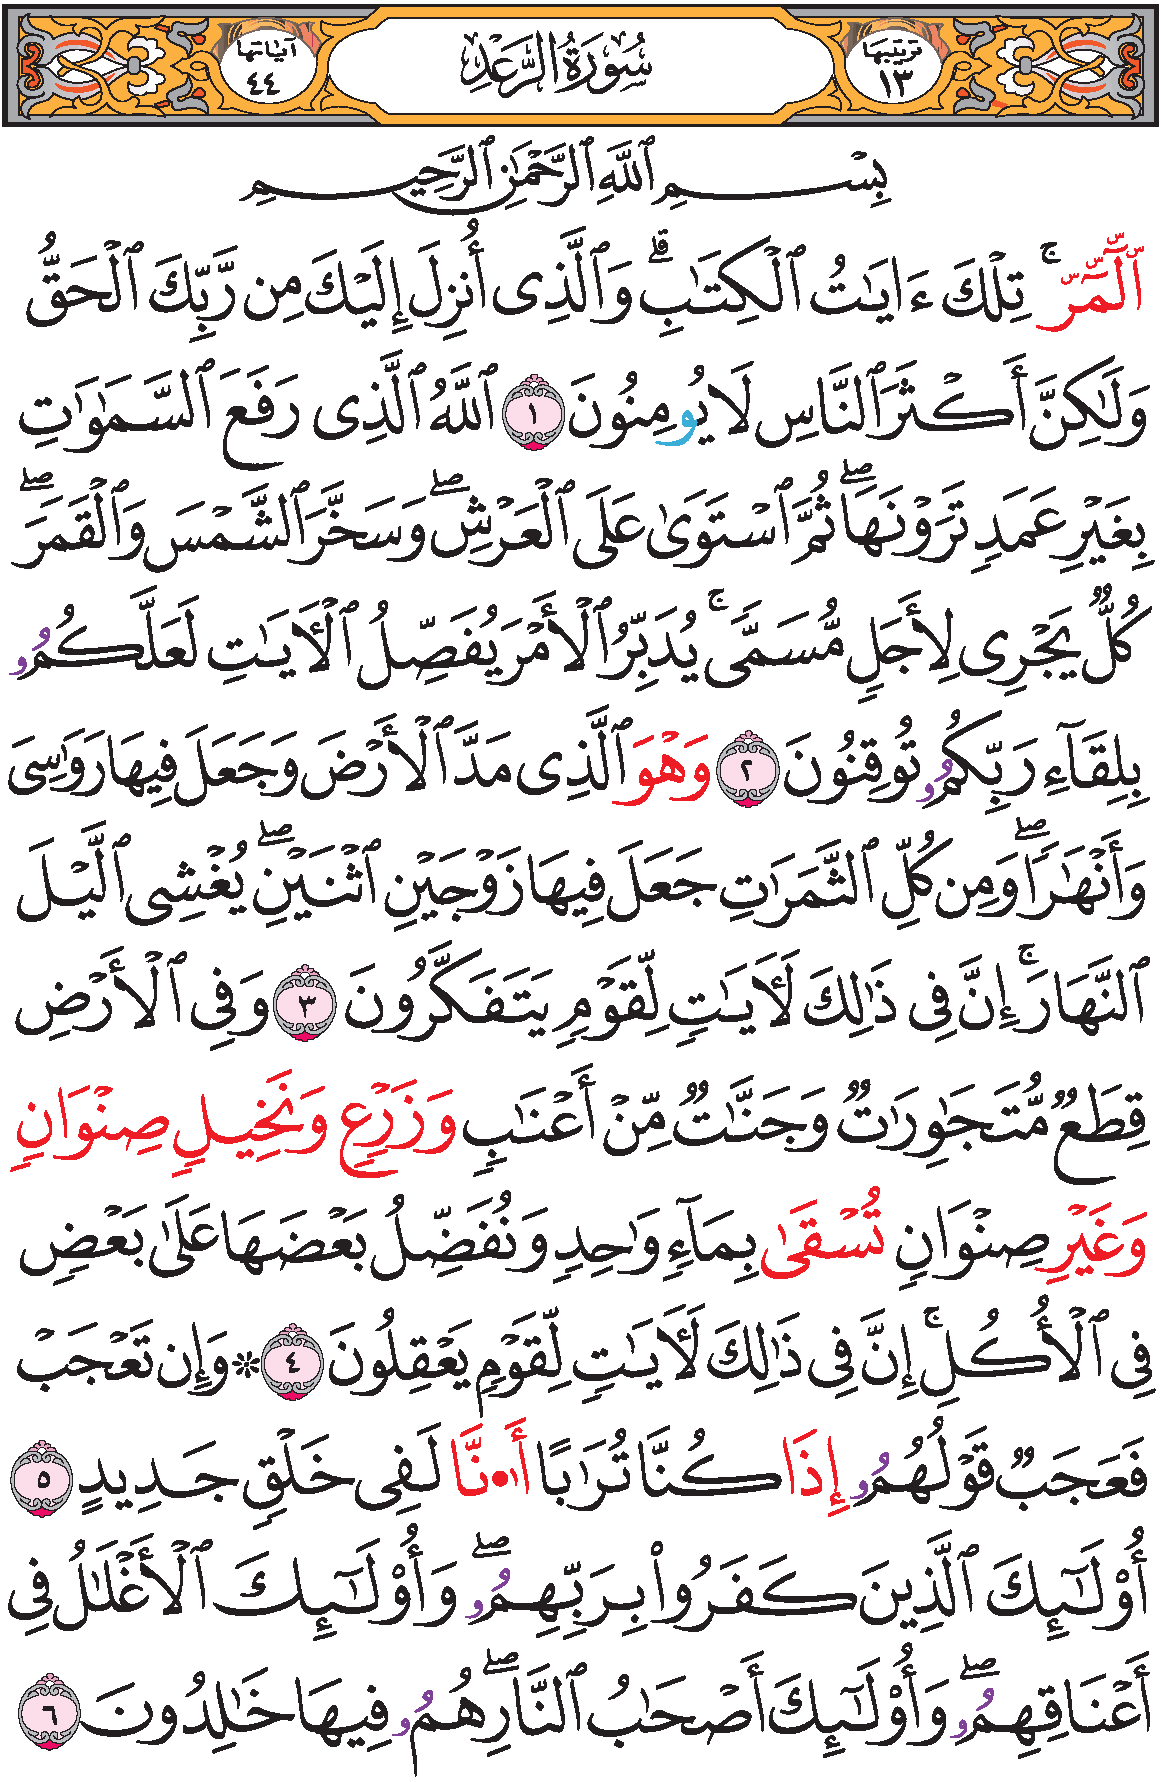 ترتيبها ١٣ سُورَةُ الرَّعْدِ آياتها ٤٤
بِسْمِ ٱللَّهِ ٱلرَّحْمَٰنِ ٱلرَّحِيمِ
الٓمٓر ۚ تِلْكَ ءَايَٰتُ ٱلْكِتَٰبِ ۗ وَٱلَّذِى أُنزِلَ إِلَيْكَ مِن رَّبِّكَ ٱلْحَقُّ
وَلَٰكِنَّ أَكْثَرَ ٱلنَّاسِ لَا يُومِنُونَ ١ ٱللَّهُ ٱلَّذِى رَفَعَ ٱلسَّمَٰوَٰتِ
بِغَيْرِ عَمَدٍ تَرَوْنَهَا ۖ ثُمَّ ٱسْتَوَىٰ عَلَى ٱلْعَرْشِ ۖ وَسَخَّرَ ٱلشَّمْسَ وَٱلْقَمَرَ ۖ
كُلٌّ يَجْرِى لِأَجَلٍ مُّسَمًّى ۚ يُدَبِّرُ ٱلْأَمْرَ يُفَصِّلُ ٱلْأَيَٰتِ لَعَلَّكُمُۥ
بِلِقَآءِ رَبِّكُمُۥ تُوقِنُونَ ٢ وَهْوَ ٱلَّذِى مَدَّ ٱلْأَرْضَ وَجَعَلَ فِيهَا رَوَٰسِىَ
وَأَنْهَٰرًا ۖ وَمِن كُلِّ ٱلثَّمَرَٰتِ جَعَلَ فِيهَا زَوْجَيْنِ ٱثْنَيْنِ ۖ يُغْشِى ٱلَّيْلَ
ٱلنَّهَارَ ۚ إِنَّ فِى ذَٰلِكَ لَأَيَٰتٍ لِّقَوْمٍ يَتَفَكَّرُونَ ٣ وَفِى ٱلْأَرْضِ
قِطَعٌ مُّتَجَٰوِرَٰتٌ وَجَنَّٰتٌ مِّنْ أَعْنَٰبٍ وَزَرْعٍ وَنَخِيلٍ صِنْوَانٍ
وَغَيْرِ صِنْوَانٍ تُسْقَىٰ بِمَآءٍ وَٰحِدٍ وَنُفَضِّلُ بَعْضَهَا عَلَىٰ بَعْضٍ
فِى ٱلْأُكُلِ ۚ إِنَّ فِى ذَٰلِكَ لَأَيَٰتٍ لِّقَوْمٍ يَعْقِلُونَ ٤ ۞ وَإِن تَعْجَبْ
فَعَجَبٌ قَوْلُهُمُۥ إِذَا كُنَّا تُرَٰبًا أَ۟ا۬نَّا لَفِى خَلْقٍ جَدِيدٍ ٥
أُوْلَٰٓئِكَ ٱلَّذِينَ كَفَرُوا۟ بِرَبِّهِمُۥ ۖ وَأُوْلَٰٓئِكَ ٱلْأَغْلَٰلُ فِى
أَعْنَاقِهِمُۥ ۖ وَأُوْلَٰٓئِكَ أَصْحَٰبُ ٱلنَّارِ ۖ هُمُۥ فِيهَا خَٰلِدُونَ ٦